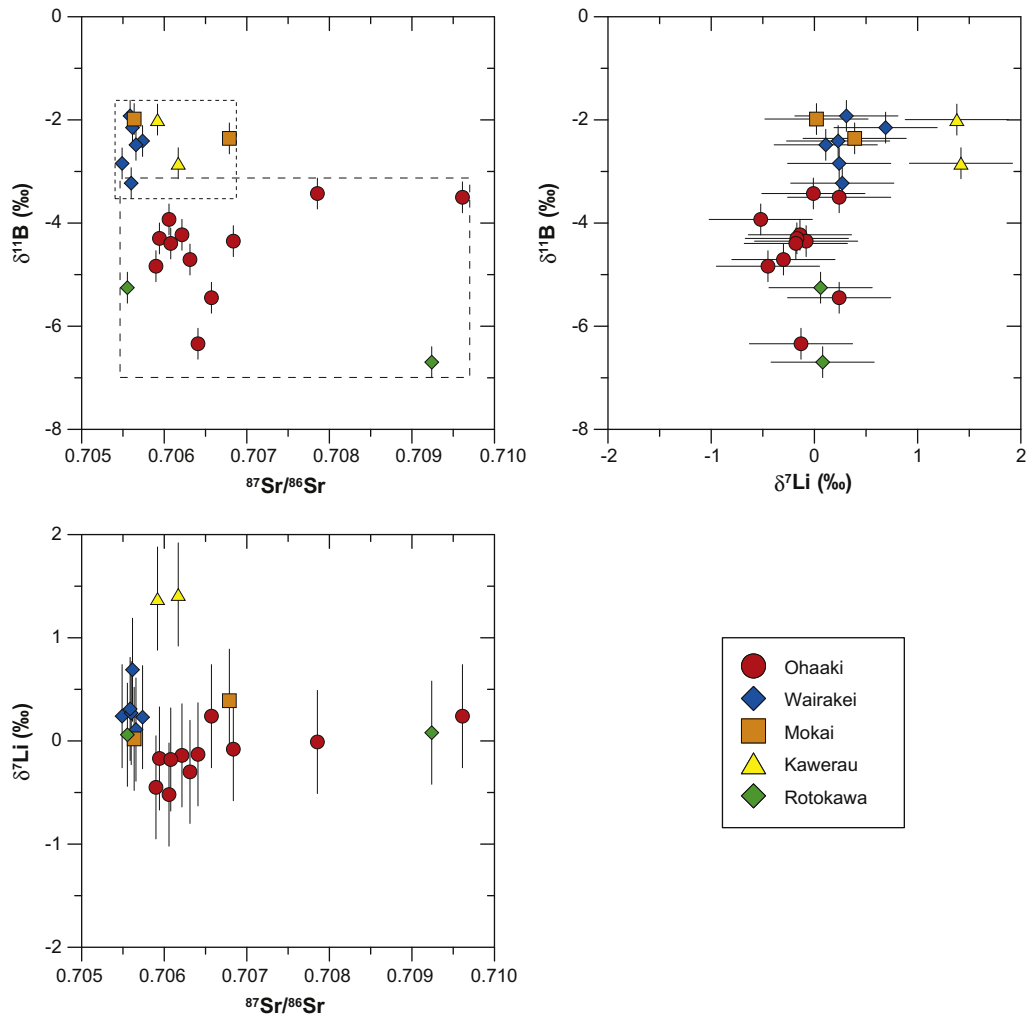 0
-2
-4
-6
-8
δ¹¹B (‰)
0.705 0.706 0.707 0.708 0.709 0.710
⁸⁷Sr/⁸⁶Sr
0
-2
-4
-6
-8
δ¹¹B (‰)
-2 -1 0 1 2
δ⁷Li (‰)
2
1
0
-1
-2
δ⁷Li (‰)
0.705 0.706 0.707 0.708 0.709 0.710
⁸⁷Sr/⁸⁶Sr
Ohaaki
Wairakei
Mokai
Kawerau
Rotokawa